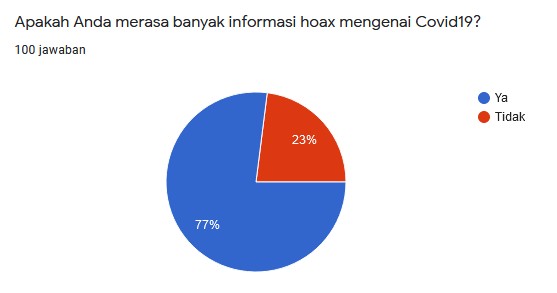 Apakah Anda merasa banyak informasi hoax mengenai Covid19?
100 jawaban
Ya
Tidak
23%
77%